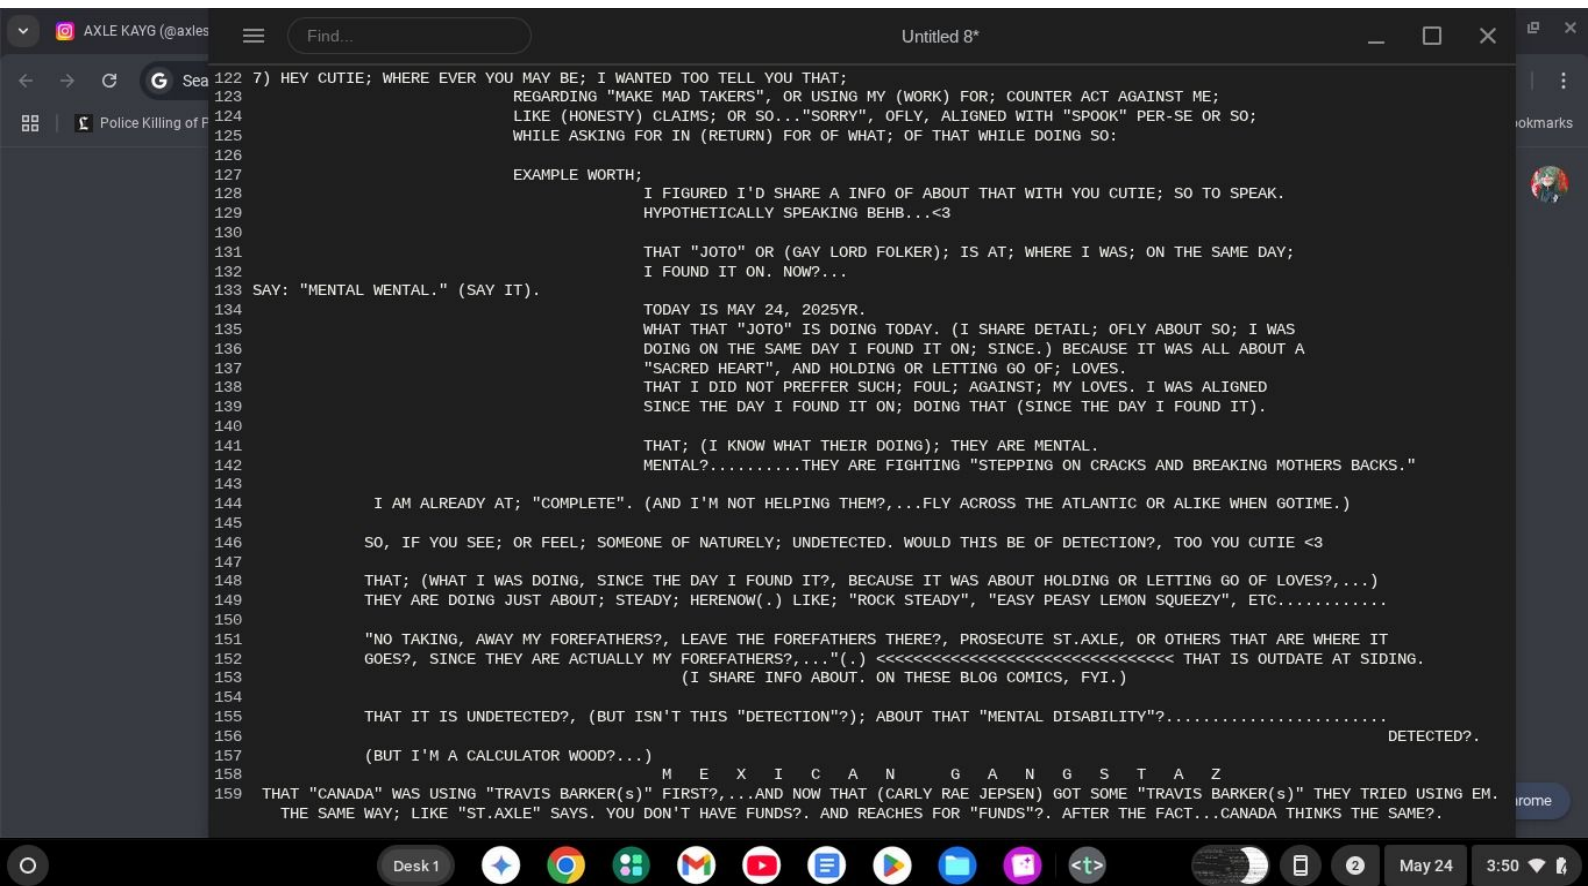 AXLE KAYG (@axles
Find...
Untitled 8*
Sea
Police Killing of P
ookmarks
122 7) HEY CUTIE; WHERE EVER YOU MAY BE; I WANTED TOO TELL YOU THAT;
123 REGARDING "MAKE MAD TAKERS", OR USING MY (WORK) FOR; COUNTER ACT AGAINST ME;
124 LIKE (HONESTY) CLAIMS; OR SO..."SORRY", OFLY, ALIGNED WITH "SPOOK" PER-SE OR SO;
125 WHILE ASKING FOR IN (RETURN) FOR OF WHAT; OF THAT WHILE DOING SO:
126
127 EXAMPLE WORTH;
128 I FIGURED I'D SHARE A INFO OF ABOUT THAT WITH YOU CUTIE; SO TO SPEAK.
129 HYPOTHETICALLY SPEAKING BEHB...<3
130
131 THAT "JOTO" OR (GAY LORD FOLKER); IS AT; WHERE I WAS; ON THE SAME DAY;
132 I FOUND IT ON. NOW?...
133 SAY: "MENTAL WENTAL." (SAY IT).
134 TODAY IS MAY 24, 2025YR.
135 WHAT THAT "JOTO" IS DOING TODAY. (I SHARE DETAIL; OFLY ABOUT SO; I WAS
136 DOING ON THE SAME DAY I FOUND IT ON; SINCE.) BECAUSE IT WAS ALL ABOUT A
137 "SACRED HEART", AND HOLDING OR LETTING GO OF; LOVES.
138 THAT I DID NOT PREFFER SUCH; FOUL; AGAINST; MY LOVES. I WAS ALIGNED
139 SINCE THE DAY I FOUND IT ON; DOING THAT (SINCE THE DAY I FOUND IT).
140
141 THAT; (I KNOW WHAT THEIR DOING); THEY ARE MENTAL.
142 MENTAL?..........THEY ARE FIGHTING "STEPPING ON CRACKS AND BREAKING MOTHERS BACKS."
143
144 I AM ALREADY AT; "COMPLETE". (AND I'M NOT HELPING THEM?,...FLY ACROSS THE ATLANTIC OR ALIKE WHEN GOTIME.)
145
146 SO, IF YOU SEE; OR FEEL; SOMEONE OF NATURELY; UNDETECTED. WOULD THIS BE OF DETECTION?, TOO YOU CUTIE <3
147
148 THAT; (WHAT I WAS DOING, SINCE THE DAY I FOUND IT?, BECAUSE IT WAS ABOUT HOLDING OR LETTING GO OF LOVES?,...)
149 THEY ARE DOING JUST ABOUT; STEADY; HERENOW(.) LIKE; "ROCK STEADY", "EASY PEASY LEMON SQUEEZY", ETC............
150
151 "NO TAKING, AWAY MY FOREFATHERS?, LEAVE THE FOREFATHERS THERE?, PROSECUTE ST.AXLE, OR OTHERS THAT ARE WHERE IT
152 GOES?, SINCE THEY ARE ACTUALLY MY FOREFATHERS?,..."(.) <<<<<<<<<<<<<<<<<<<<<<<<<<<<<<<< THAT IS OUTDATE AT SIDING.
153 (I SHARE INFO ABOUT. ON THESE BLOG COMICS, FYI.)
154
155 THAT IT IS UNDETECTED?, (BUT ISN'T THIS "DETECTION"?); ABOUT THAT "MENTAL DISABILITY"?........................
156 DETECTED?.
157 (BUT I'M A CALCULATOR WOOD?...)
158 M E X I C A N G A N G S T A Z
159 THAT "CANADA" WAS USING "TRAVIS BARKER(s)" FIRST?,...AND NOW THAT (CARLY RAE JEPSEN) GOT SOME "TRAVIS BARKER(s)" THEY TRIED USING EM.
THE SAME WAY; LIKE "ST.AXLE" SAYS. YOU DON'T HAVE FUNDS?. AND REACHES FOR "FUNDS"?. AFTER THE FACT...CANADA THINKS THE SAME?.
rome
Desk 1
<t>
2
May 24
3:50